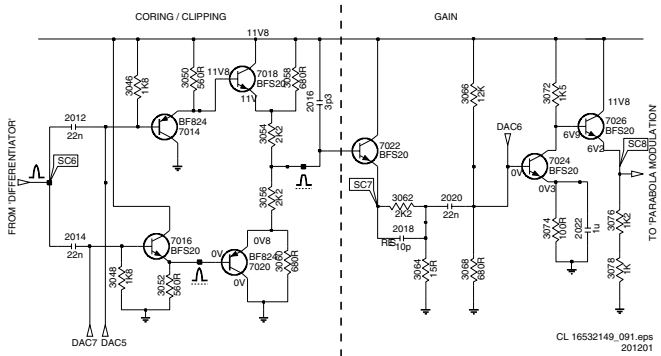 CORING / CLIPPING
GAIN
11V8
3046
1K8
3050
560R
11V8
7018
BFS20
11V
3058
680R
2016
3p3
3066
12K
3072
1K5
11V8
7026
BFS20
6V9
6V2
2012
22n
BF824
7014
3054
2K2
7022
BFS20
DAC6
7024
BFS20
0V
0V3
SC8
TO 'PARABOLA MODULATION
FROM 'DIFFERENTIATOR'
SC6
3056
2K2
SC7
3062
2K2
2020
22n
2018
10p
3064
15R
3068
680R
3074
100R
2022
1u
3076
1K2
3078
1K
2014
22n
7016
BFS20
3048
1K8
3052
560R
0V8
0V
BF824
7020
0V
680R
DAC7
DAC5
CL 16532149_091.eps
201201